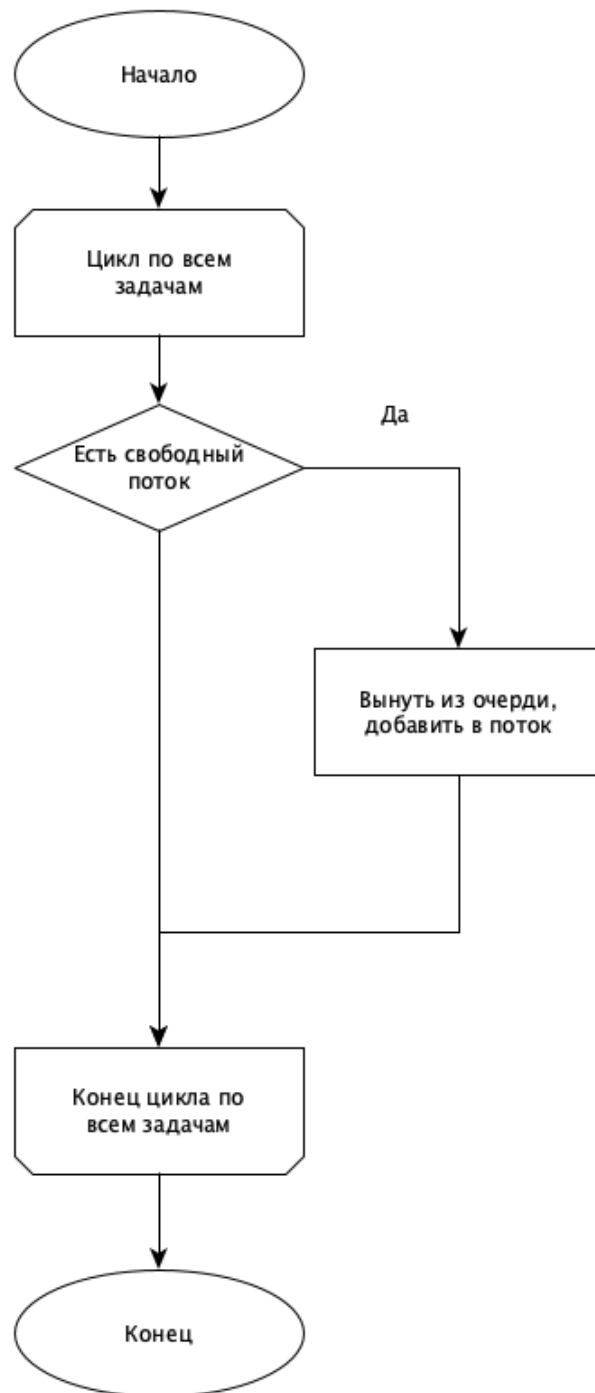 Начало
Цикл по всем
задачам
Да
Есть свободный
поток
Вынуть из очерди,
добавить в поток
Конец цикла по
всем задачам
Конец